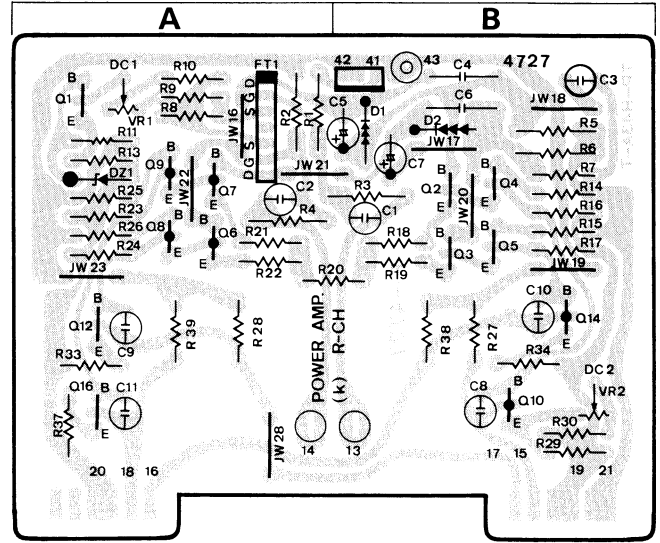 A B
DC1 R10 FT1 42 41 43 C4 4727
B Q1 E VR1 R9 R8 JW16 D G S S G D R2 R1 C5 D1 C6 C3 JW18
R11 D2 JW17 R5
R13 Q9 B E JW22 B E Q7 JW21 C7 R6
DZ1 R25 C2 R3 Q2 B E JW20 B E Q4 R7 R14
R23 R4 C1 R16
R26 Q8 B E B E Q6 R21 R18 B E Q3 B E Q5 R15
R24 R22 R19 R17
JW23 R20 JW19
B Q12 E C9 R39 R28 POWER AMP. R-CH (k) R38 R27 C10 B E Q14
R33 R34
Q16 B E C11 C8 B Q10 E DC2 VR2
R37 JW28 14 13 R30
R29
20 18 16 17 15 19 21